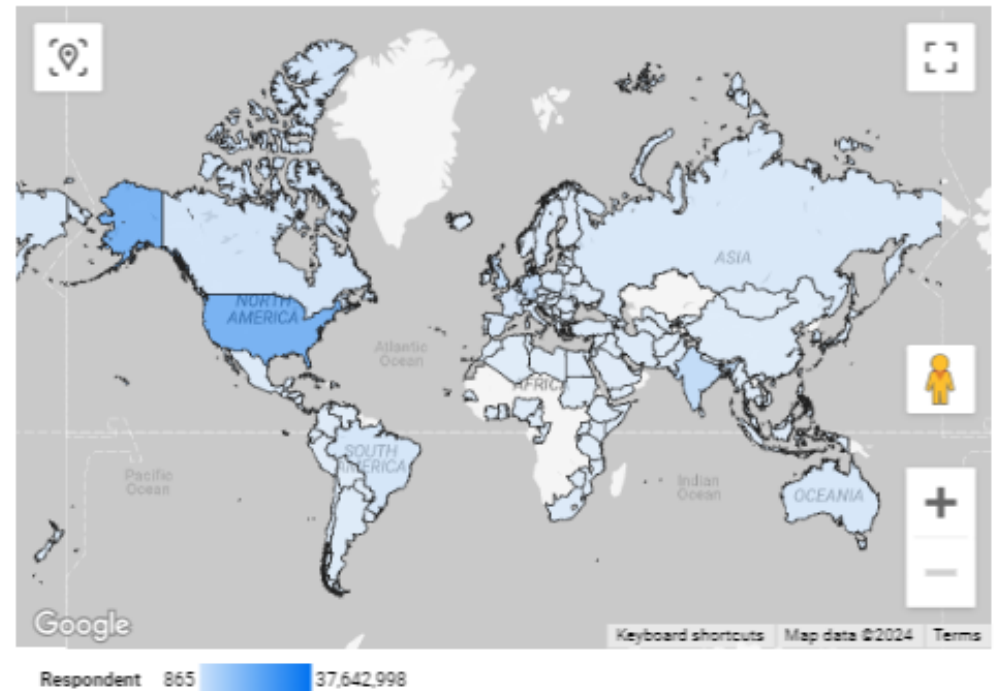 ASIA
NORTH
AMERICA
Atlantic
Ocean
AFRICA
SOUTH
AMERICA
Pacific
Ocean
Indian
Ocean
OCEANIA
Google
Keyboard shortcuts Map data ©2024 Terms
Respondent 865 37,642,998